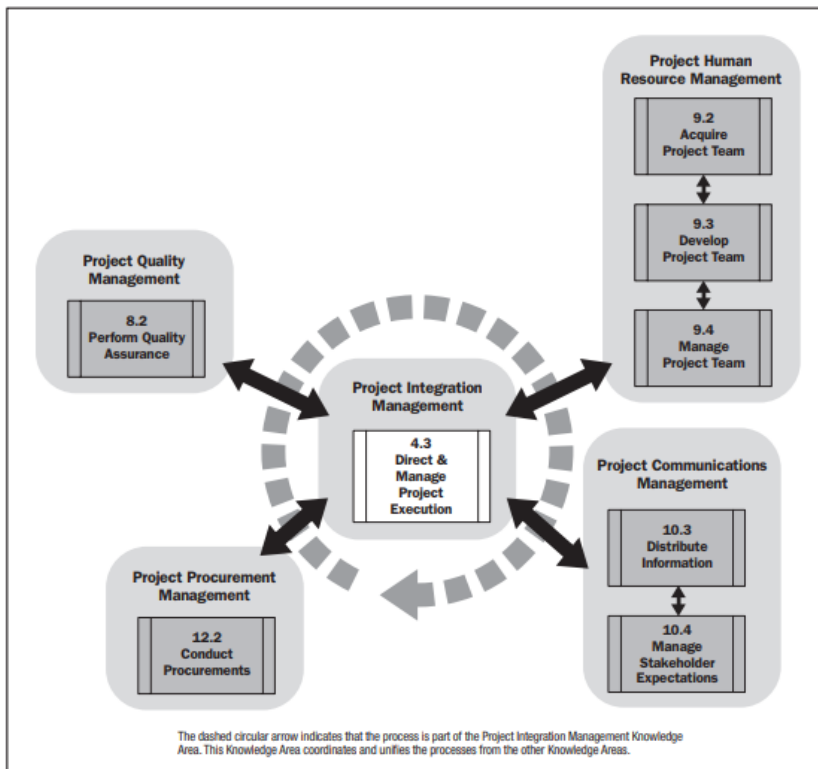 Project Human
Resource Management
9.2
Acquire
Project Team
9.3
Develop
Project Team
9.4
Manage
Project Team
Project Quality
Management
8.2
Perform Quality
Assurance
Project Integration
Management
4.3
Direct &
Manage
Project
Execution
Project Communications
Management
10.3
Distribute
Information
10.4
Manage
Stakeholder
Expectations
Project Procurement
Management
12.2
Conduct
Procurements
The dashed circular arrow indicates that the process is part of the Project Integration Management Knowledge
Area. This Knowledge Area coordinates and unifies the processes from the other Knowledge Areas.